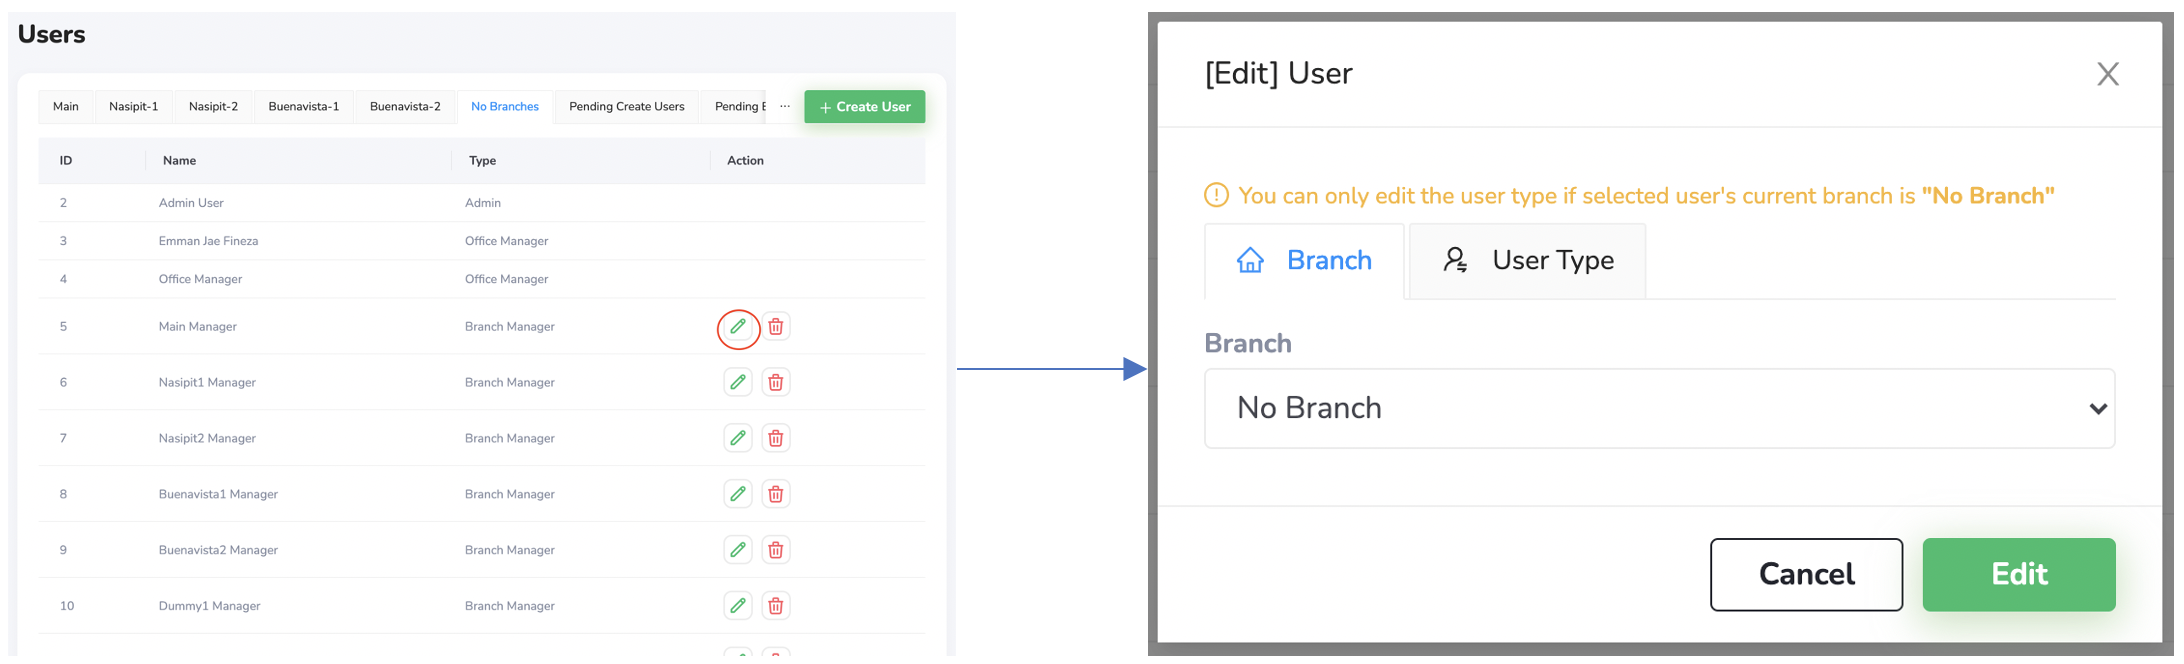 Users
Main Nasipit-1 Nasipit-2 Buenavista-1 Buenavista-2 No Branches Pending Create Users Pending E ... + Create User
ID Name Type Action
2 Admin User Admin
3 Emman Jae Fineza Office Manager
4 Office Manager Office Manager
5 Main Manager Branch Manager
6 Nasipit1 Manager Branch Manager
7 Nasipit2 Manager Branch Manager
8 Buenavista1 Manager Branch Manager
9 Buenavista2 Manager Branch Manager
10 Dummy1 Manager Branch Manager
[Edit] User
You can only edit the user type if selected user's current branch is "No Branch"
Branch User Type
Branch
No Branch
Cancel Edit